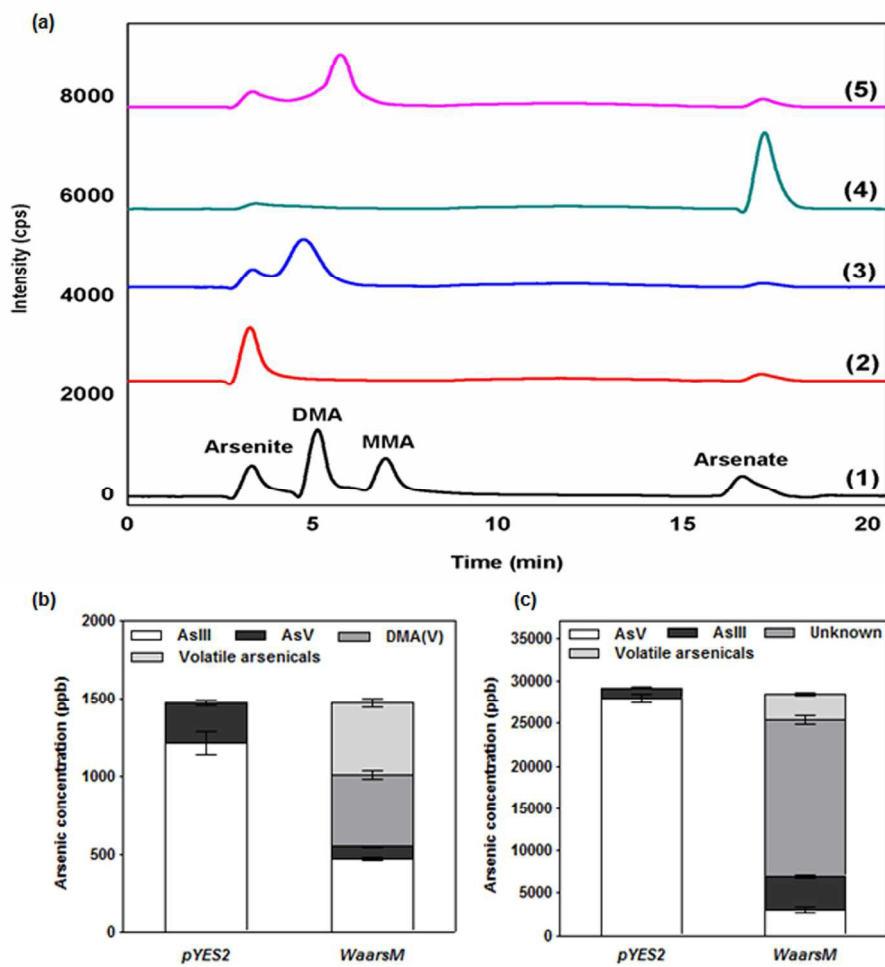 (a)
(5)
8000
(4)
6000
(3)
Intensity (cps)
4000
(2)
2000
DMA
Arsenite
MMA
Arsenate
(1)
0
0 5 10 15 20
Time (min)
(b)
2000
AsIII AsV DMA(V)
Volatile arsenicals
1500
1000
500
0
Arsenic concentration (ppb)
pYES2 WaarsM
(c)
35000
AsV AsIII Unknown
Volatile arsenicals
30000
25000
20000
15000
10000
5000
0
Arsenic concentration (ppb)
pYES2 WaarsM